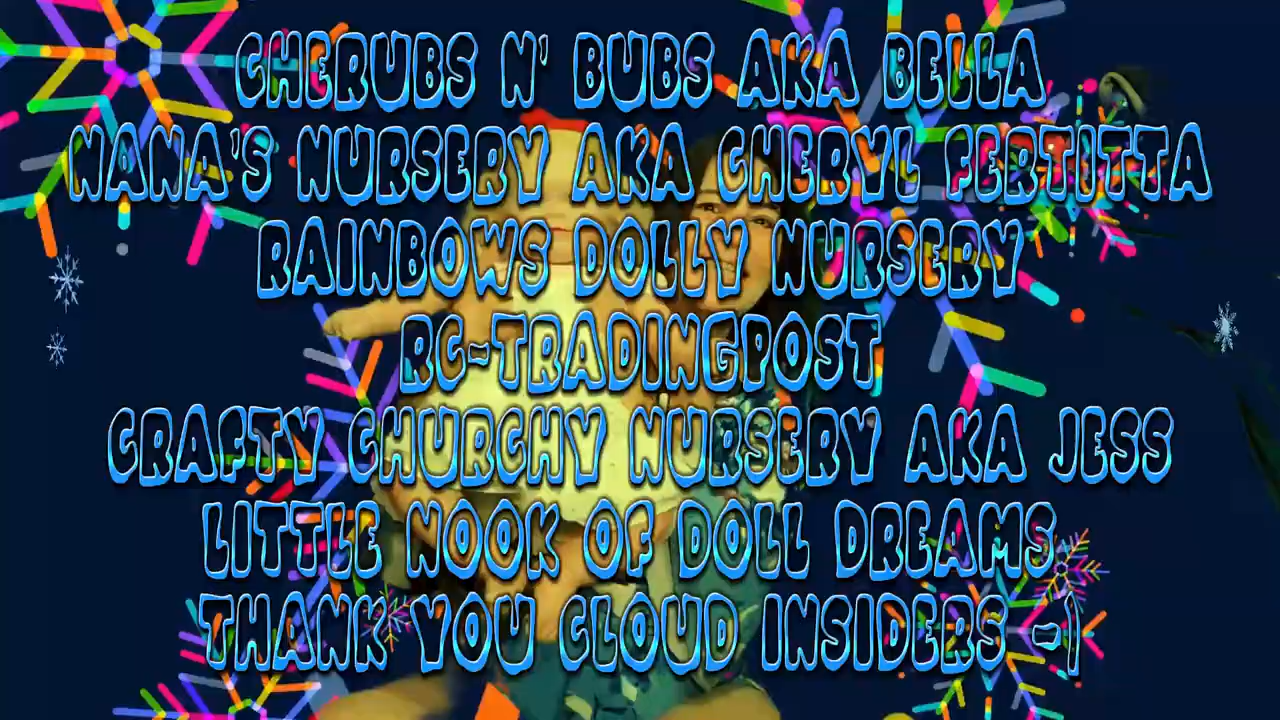 CHERUBS N' BUBS AKA BELLA
NANA'S NURSERY AKA CHERYL FERTITTA
RAINBOWS DOLLY NURSERY
RC-TRADINGPOST
CRAFTY CHURCHY NURSERY AKA JESS
LITTLE NOOK OF DOLL DREAMS
THANK YOU CLOUD INSIDERS -]